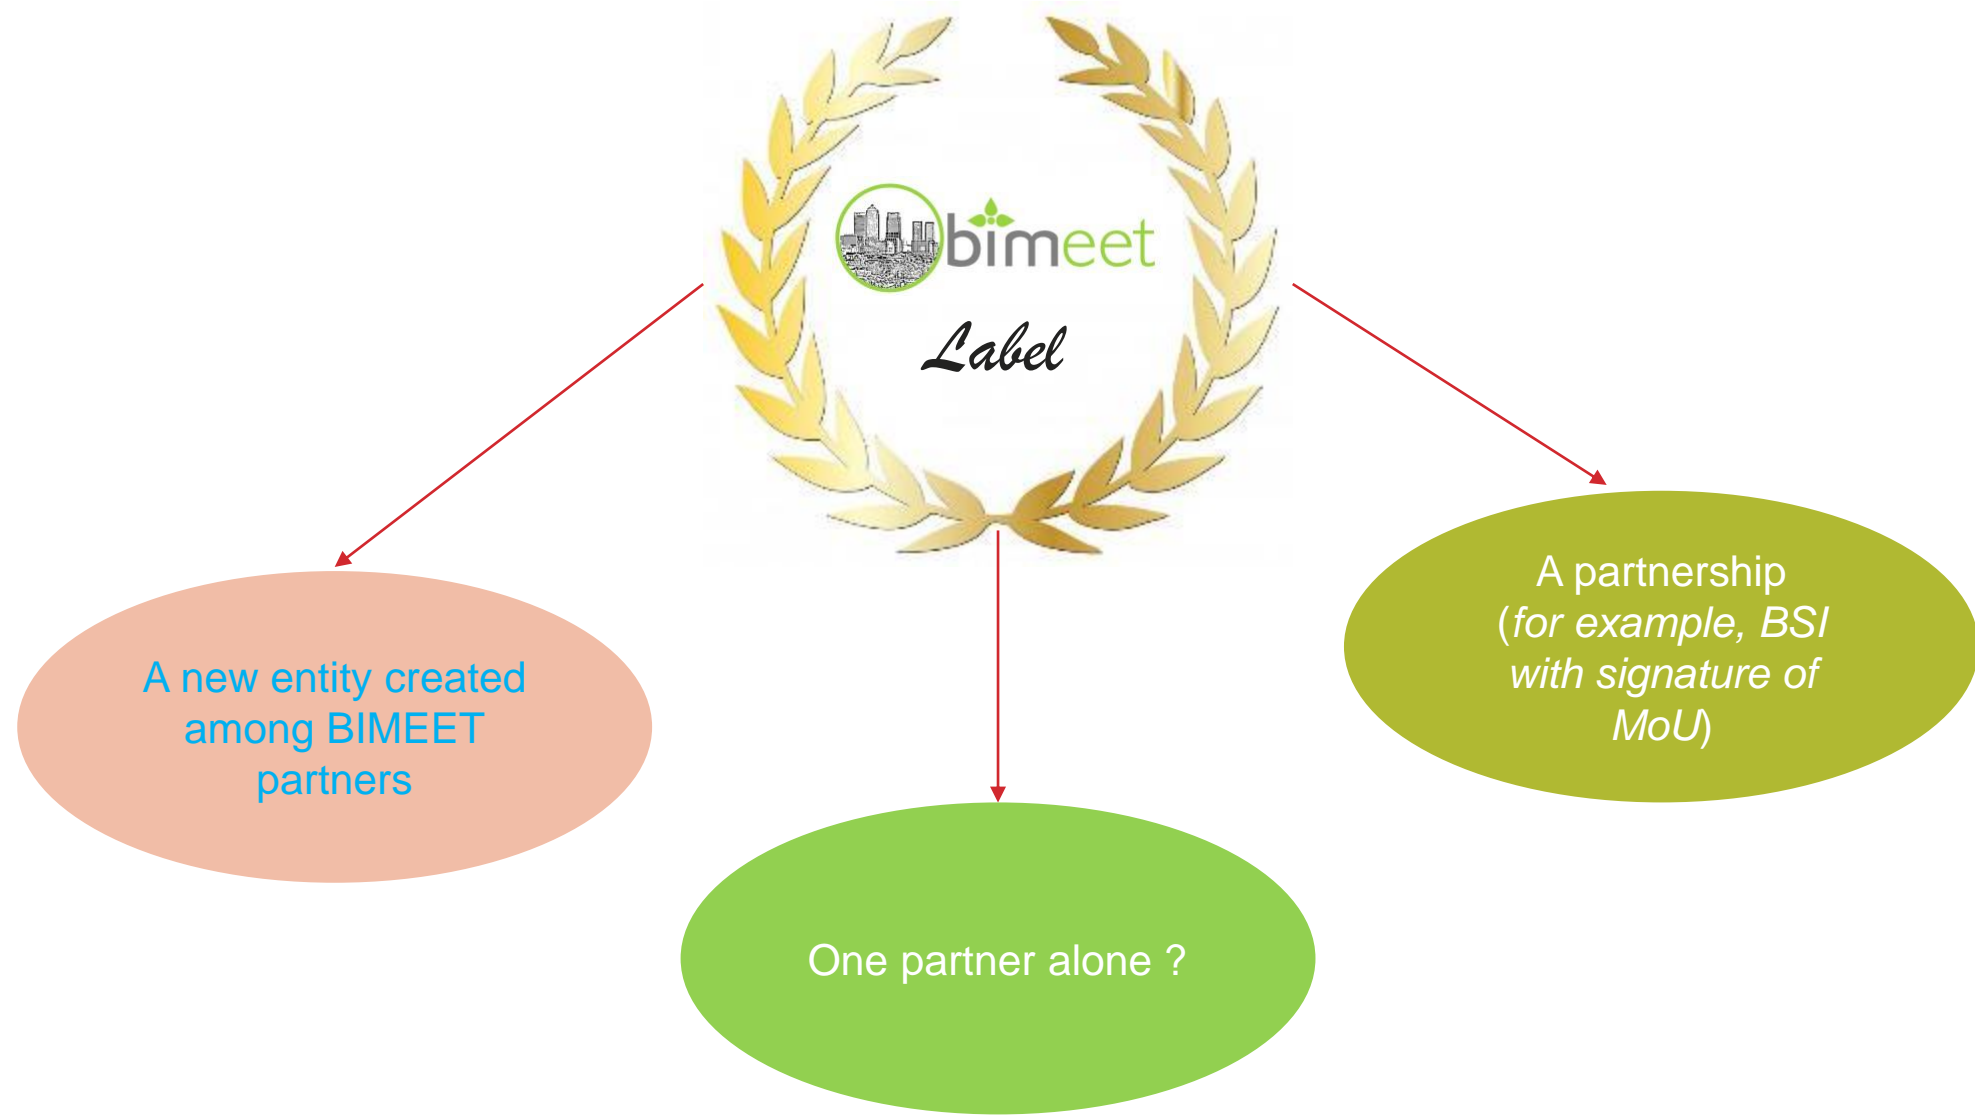 bimeet
Label
A new entity created
among BIMEET
partners
One partner alone ?
A partnership
(for example, BSI
with signature of
MoU)